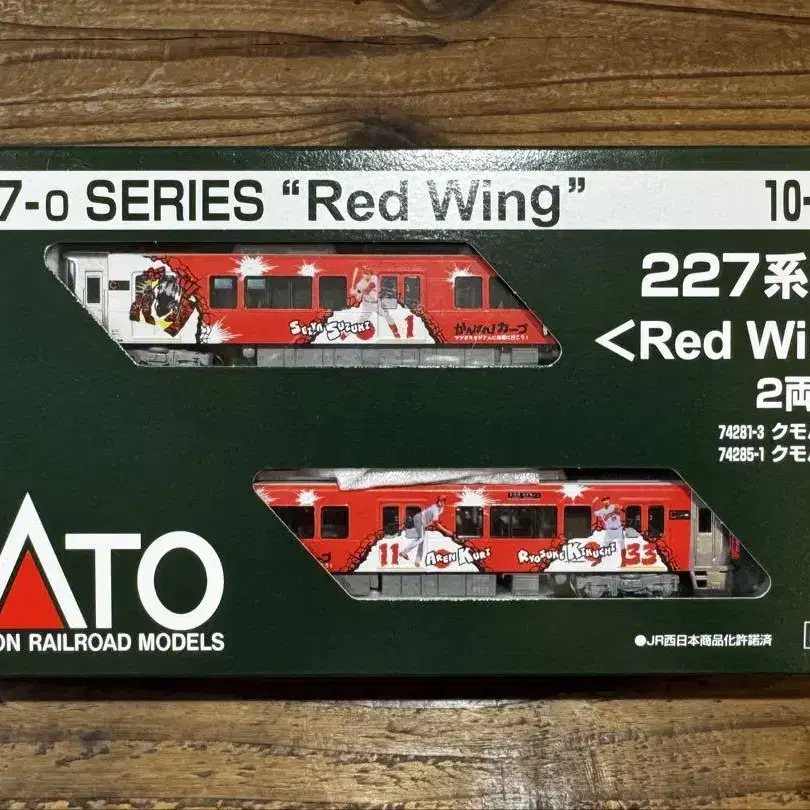 7-0 SERIES "Red Wing" 10-
227系
<Red Wi
2両
74281-3 クモ
74285-1 クモ
SEIYA SUZUKI 1
がんばれ!カープ
C
11 AREN KURI
RYOSUKE KIKUCHI 33
ATO
ON RAILROAD MODELS
●JR西日本商品化許諾済